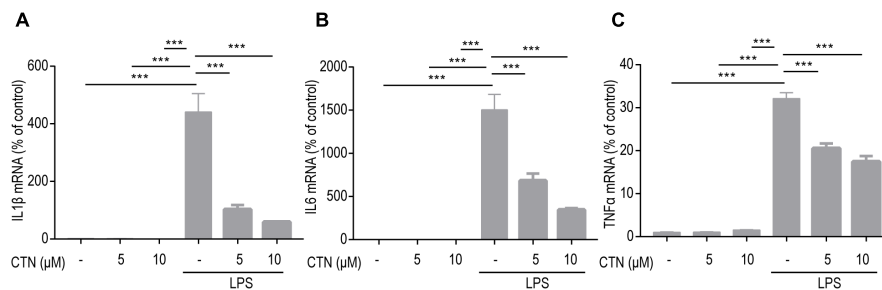 A
IL1β mRNA (% of control)
600
400
200
0
***
***
***
***
***
CTN (μM)
- 5 10 - 5 10
LPS
B
IL6 mRNA (% of control)
2000
1500
1000
500
0
***
***
***
***
***
- 5 10 - 5 10
LPS
C
TNFα mRNA (% of control)
40
30
20
10
0
***
***
***
***
***
CTN (μM)
- 5 10 - 5 10
LPS